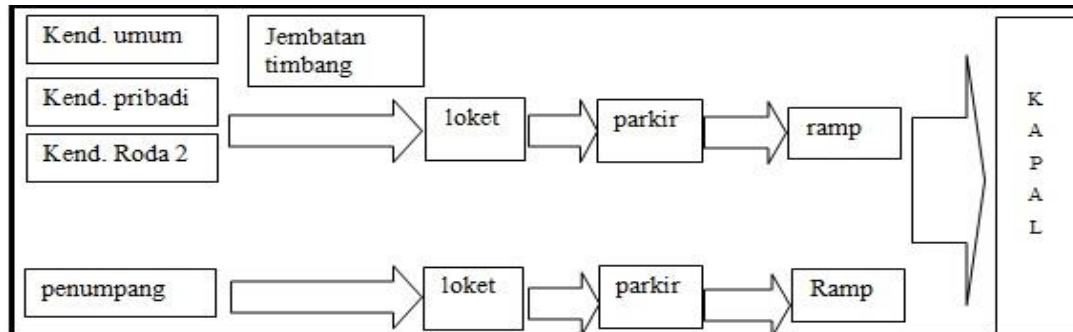 Kend. umum
Jembatan
timbang
Kend. pribadi
Kend. Roda 2
loket
parkir
ramp
K
A
P
A
L
penumpang
loket
parkir
Ramp